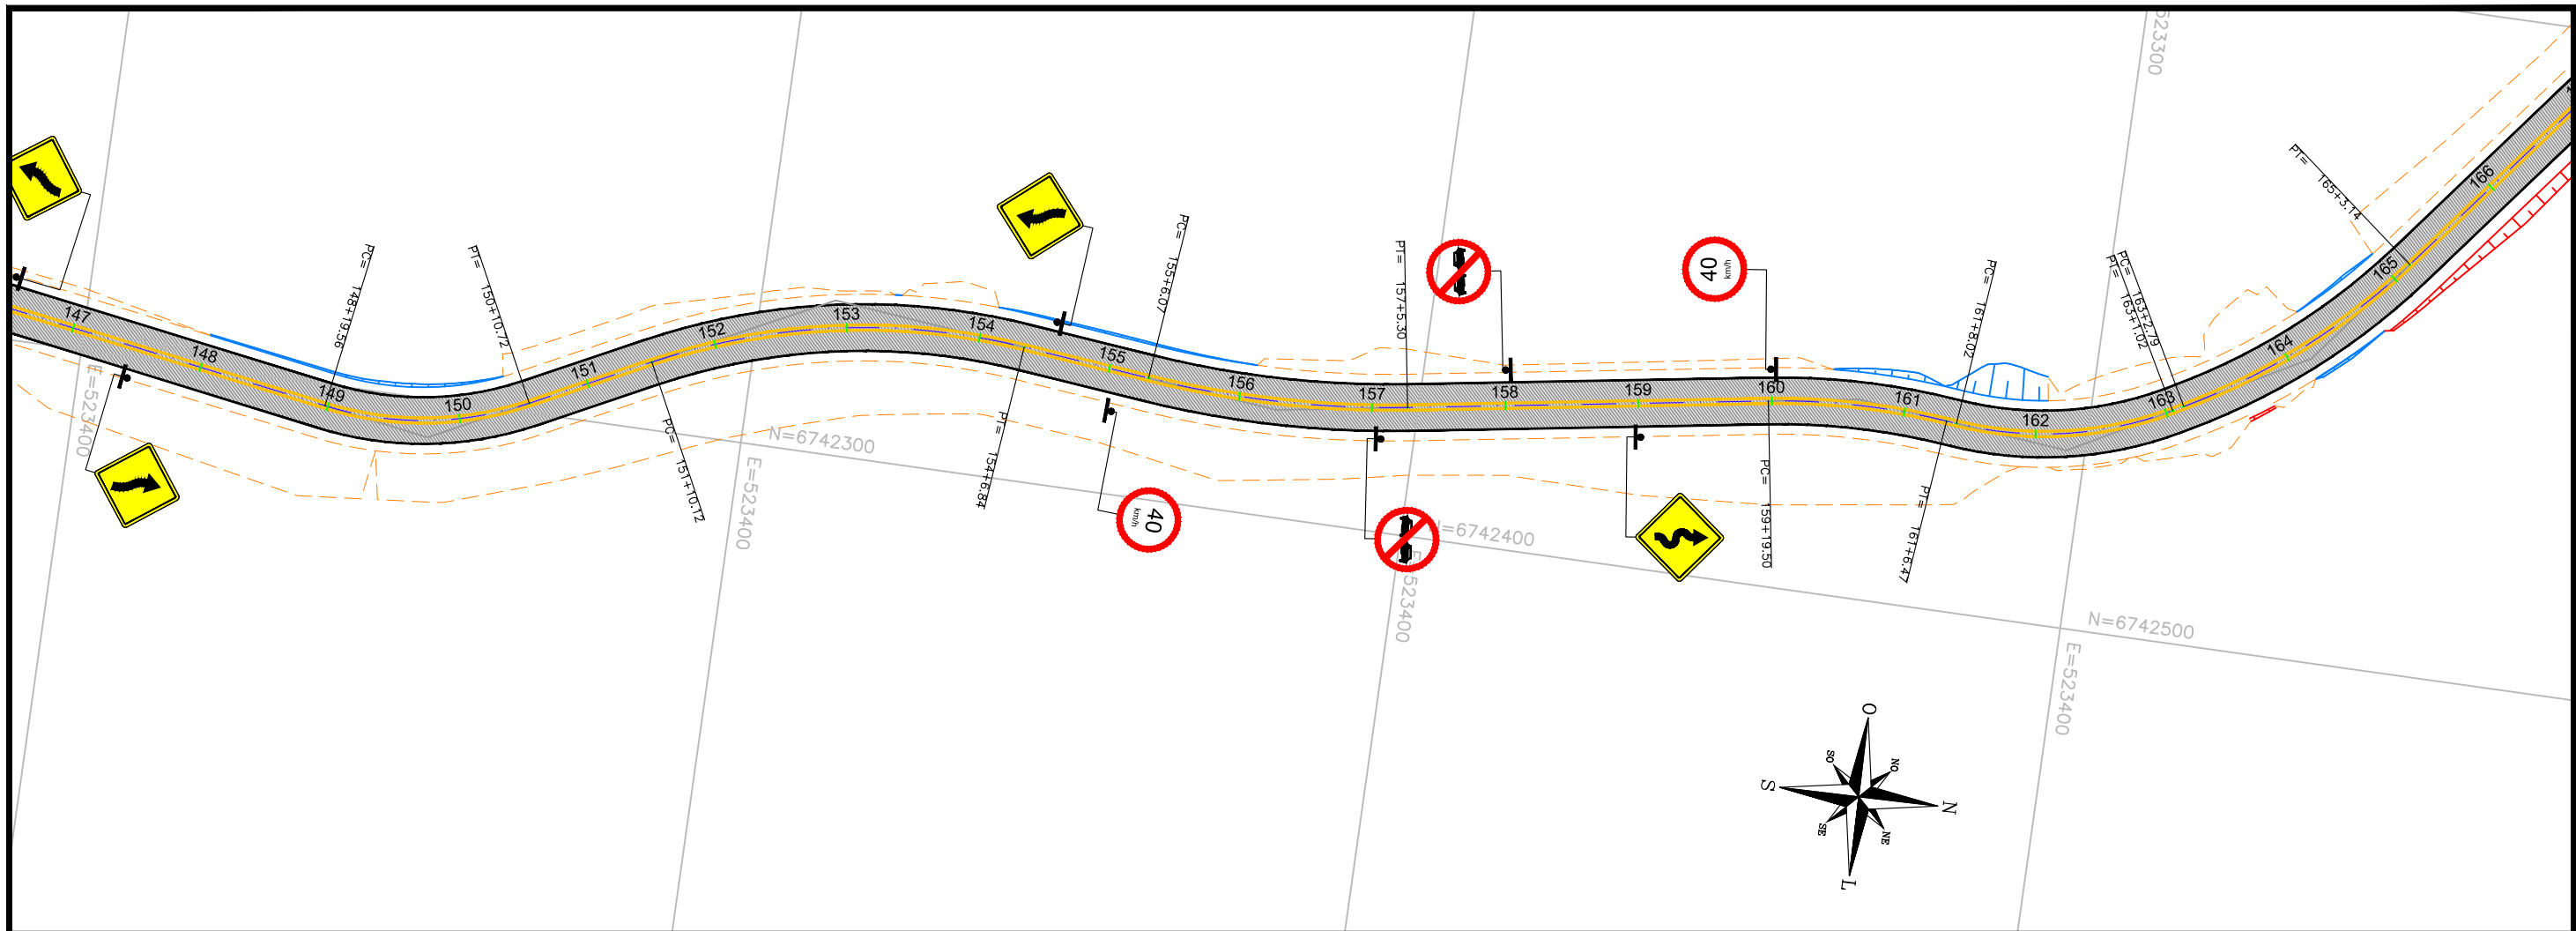 523300
147
148
149
150
151
152
153
154
155
156
157
158
159
160
161
162
163
164
165
166
PC= 148+19.56
PT= 150+10.72
PC= 151+10.12
PT= 154+6.84
PC= 155+6.07
PT= 157+5.30
PC= 159+19.50
PT= 161+6.47
PC= 161+8.02
PT= 163+1.02
PC= 163+2.79
PT= 165+3.14
40
km/h
40
km/h
E=523400
N=6742300
E=523400
N=6742400
E=523400
N=6742500
E=523400
O
NO
N
NE
L
SE
S
SO